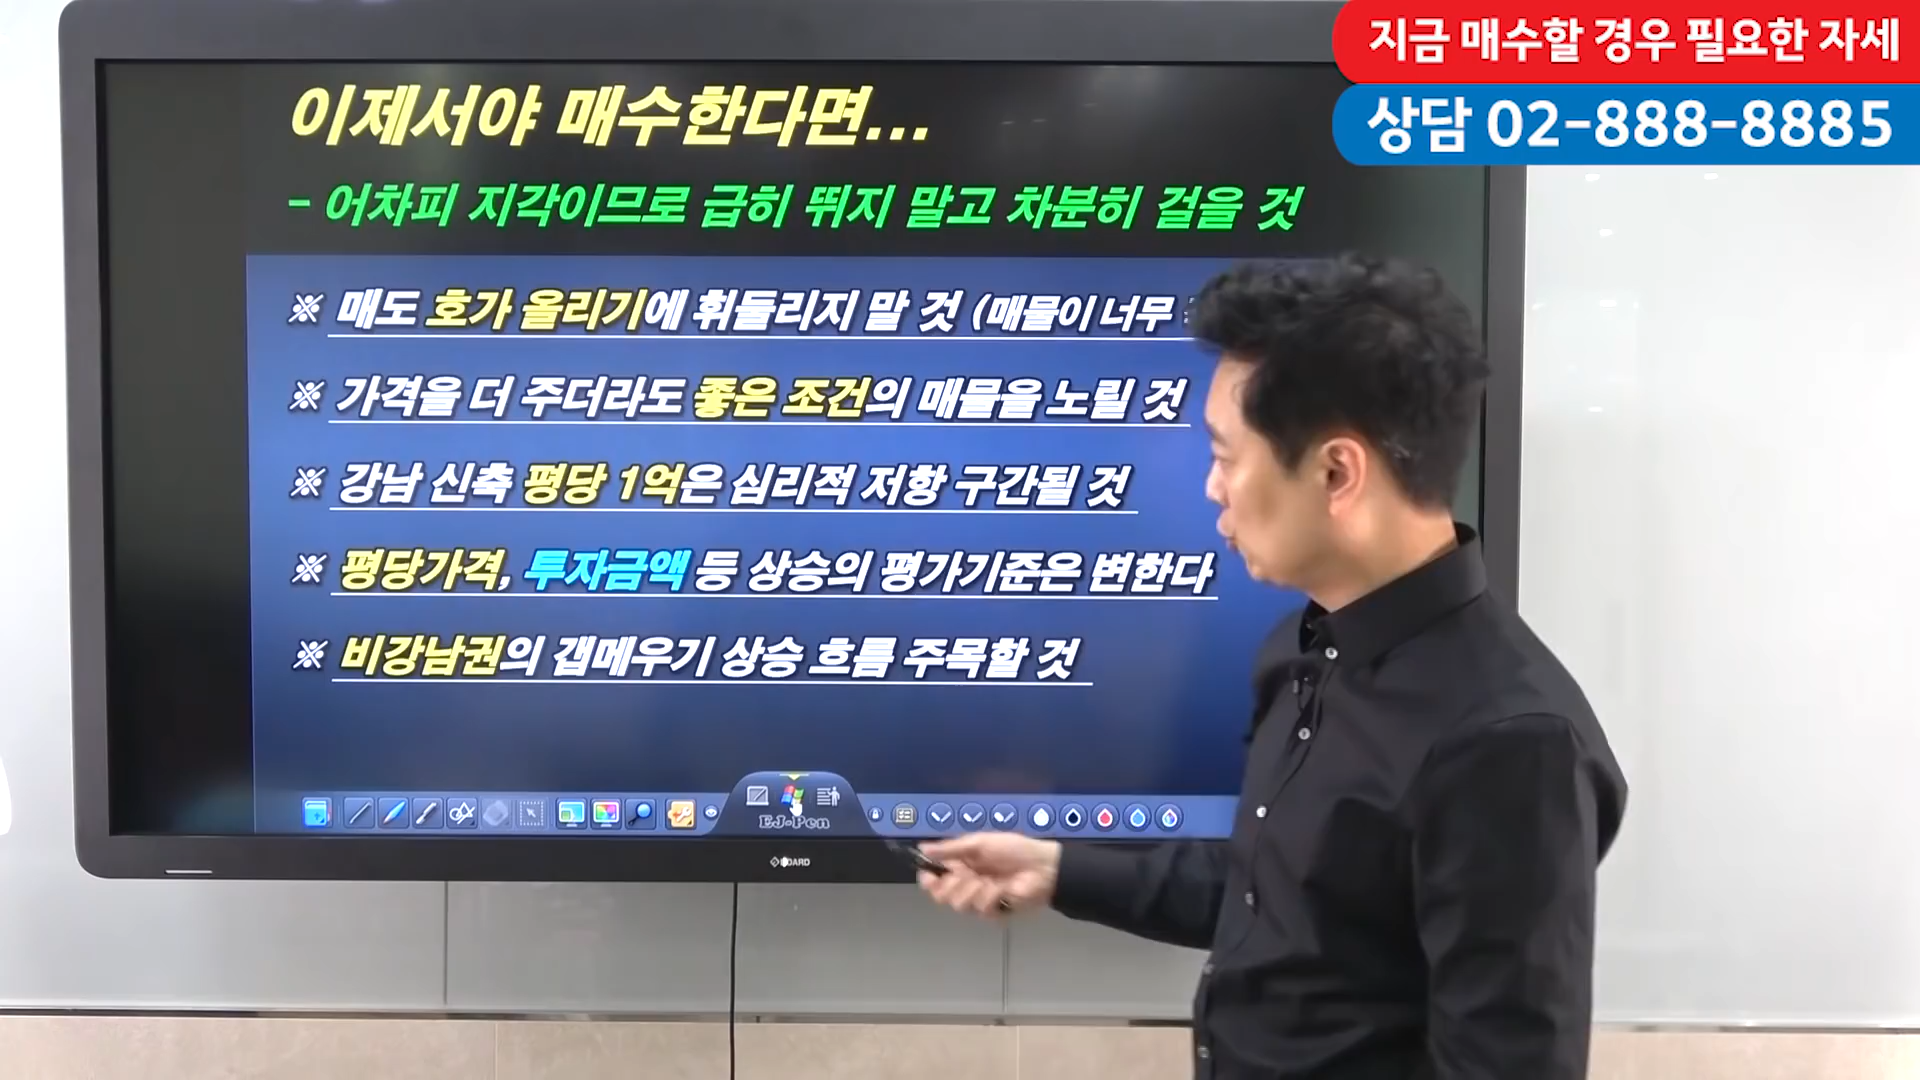 지금 매수할 경우 필요한 자세
상담 02-888-8885
이제서야 매수한다면...
- 어차피 지각이므로 급히 뛰지 말고 차분히 걸을 것
※ 매도 호가 올리기에 휘둘리지 말 것 (매물이 너무
※ 가격을 더 주더라도 좋은 조건의 매물을 노릴 것
※ 강남 신축 평당 1억은 심리적 저항 구간될 것
※ 평당가격, 투자금액 등 상승의 평가기준은 변한다
※ 비강남권의 갭메우기 상승 흐름 주목할 것
EJ-Pen